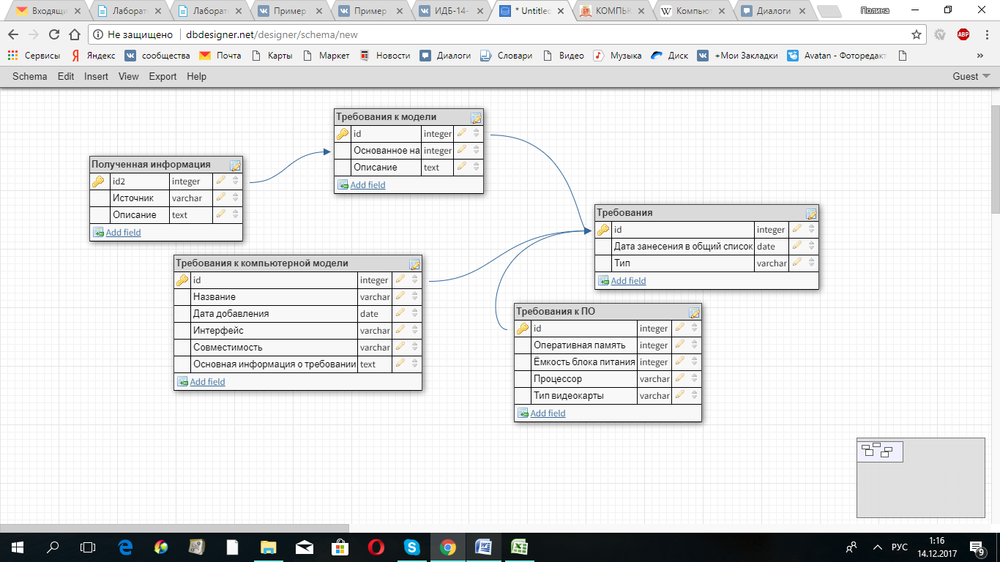 Входящи
Лаборат
Лаборат
Пример
Пример
ИДБ-14-
* Untitled
КОМПЬН
Компьют
Диалоги
Полина
Не защищено
dbdesigner.net/designer/schema/new
ABP
Сервисы
Яндекс
сообщества
Почта
Карты
Маркет
Новости
Диалоги
Словари
Видео
Музыка
Диск
+Мои Закладки
Avatan - Фоторедакт
»
Schema Edit Insert View Export Help
Guest
Требования к модели
id integer
Основанное на integer
Описание text
Add field
Полученная информация
id2 integer
Источник varchar
Описание text
Add field
Требования
id integer
Дата занесения в общий список date
Тип varchar
Add field
Требования к компьютерной модели
id integer
Название varchar
Дата добавления date
Интерфейс varchar
Совместимость varchar
Основная информация о требовании text
Add field
Требования к ПО
id integer
Оперативная память integer
Ёмкость блока питания integer
Процессор varchar
Тип видеокарты varchar
Add field
РУС
1:16
14.12.2017
9